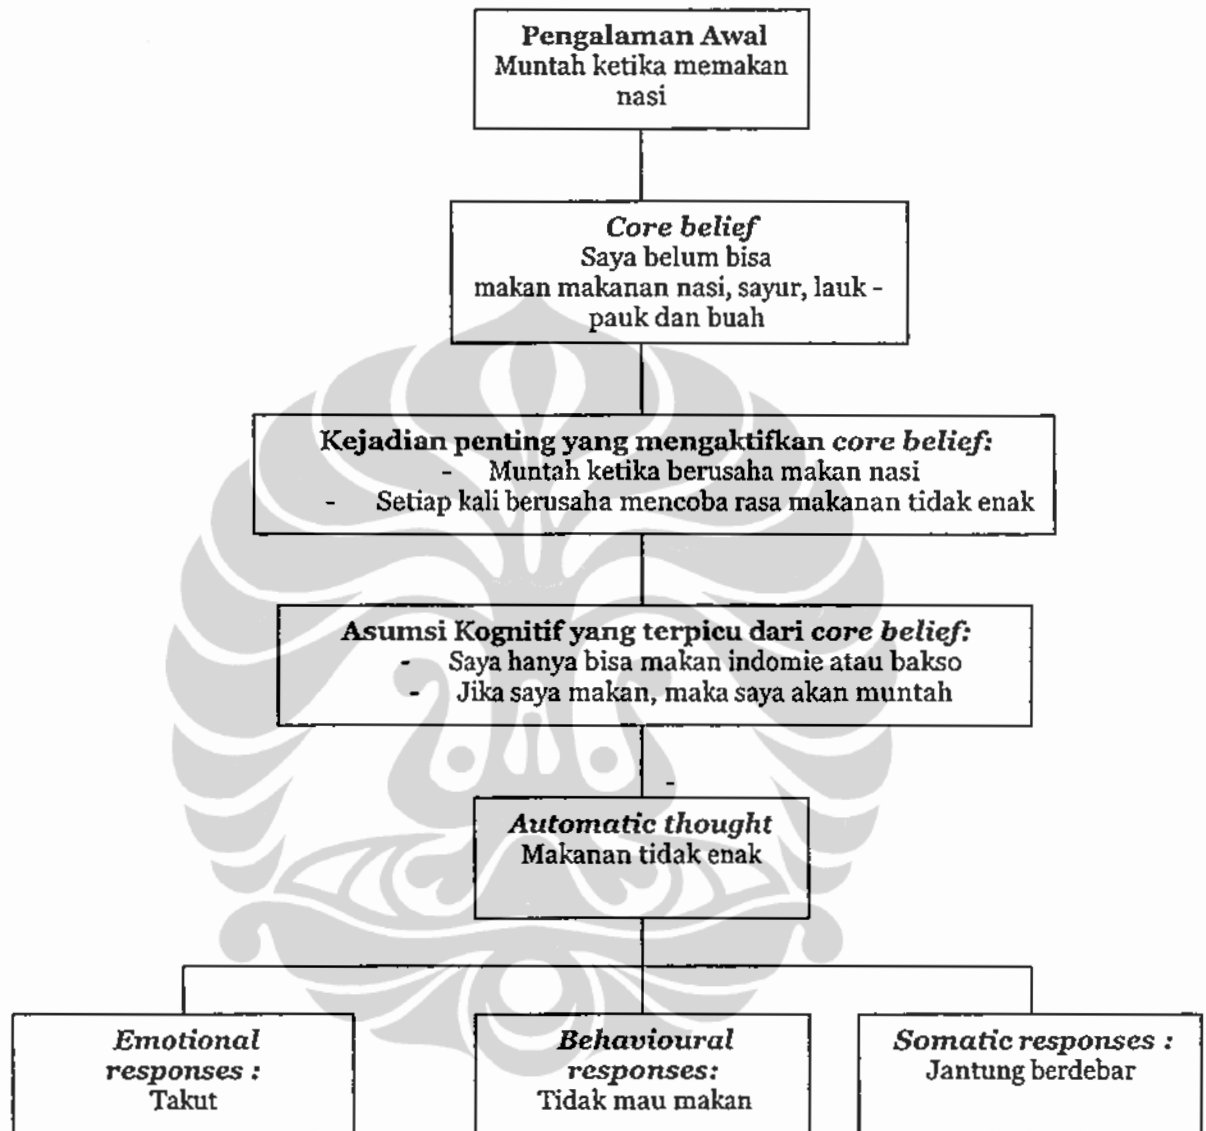 Pengalaman Awal
Muntah ketika memakan
nasi
Core belief
Saya belum bisa
makan makanan nasi, sayur, lauk -
pauk dan buah
Kejadian penting yang mengaktifkan core belief:
- Muntah ketika berusaha makan nasi
- Setiap kali berusaha mencoba rasa makanan tidak enak
Asumsi Kognitif yang terpicu dari core belief:
- Saya hanya bisa makan indomie atau bakso
- Jika saya makan, maka saya akan muntah
-
Automatic thought
Makanan tidak enak
Emotional
responses :
Takut
Behavioural
responses:
Tidak mau makan
Somatic responses :
Jantung berdebar